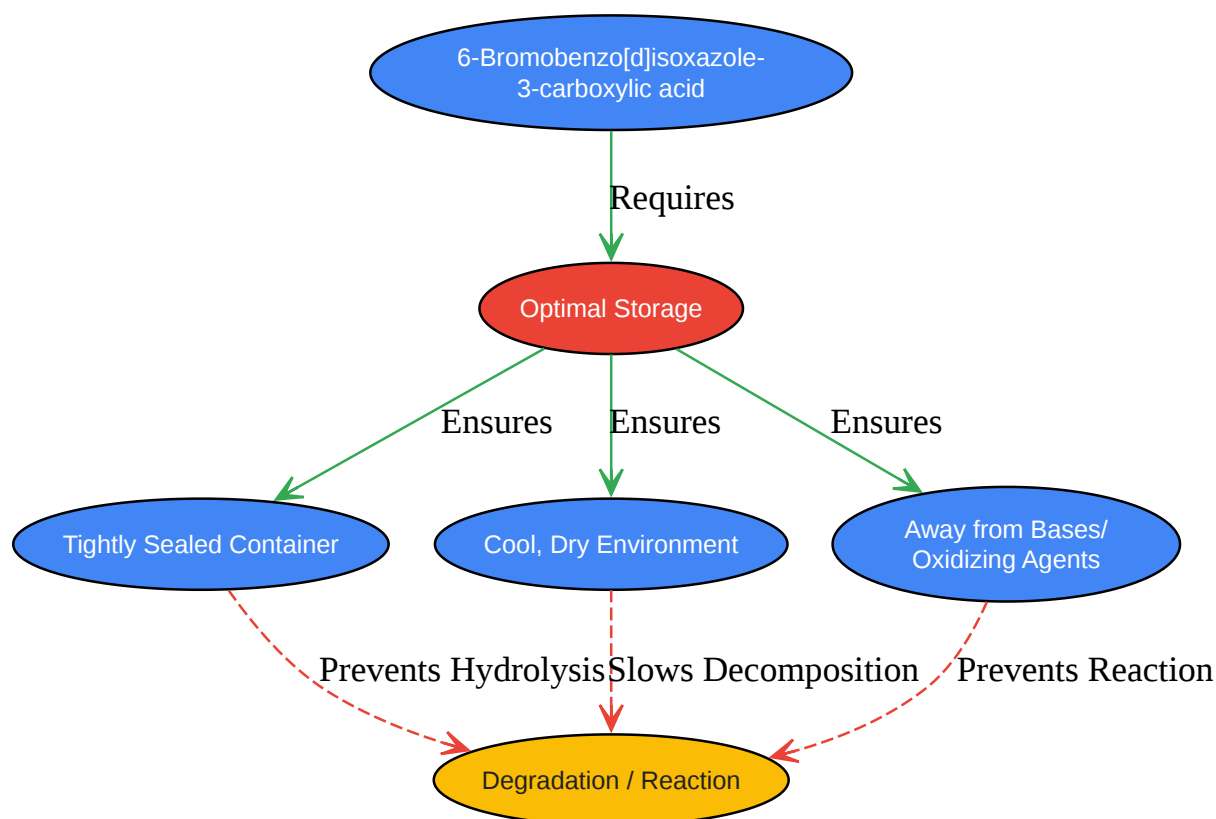 6-Bromobenzo[d]isoxazole-
3-carboxylic acid
Requires
Optimal Storage
Ensures
Ensures
Ensures
Tightly Sealed Container
Cool, Dry Environment
Away from Bases/
Oxidizing Agents
Prevents Hydrolysis
Slows Decomposition
Prevents Reaction
Degradation / Reaction